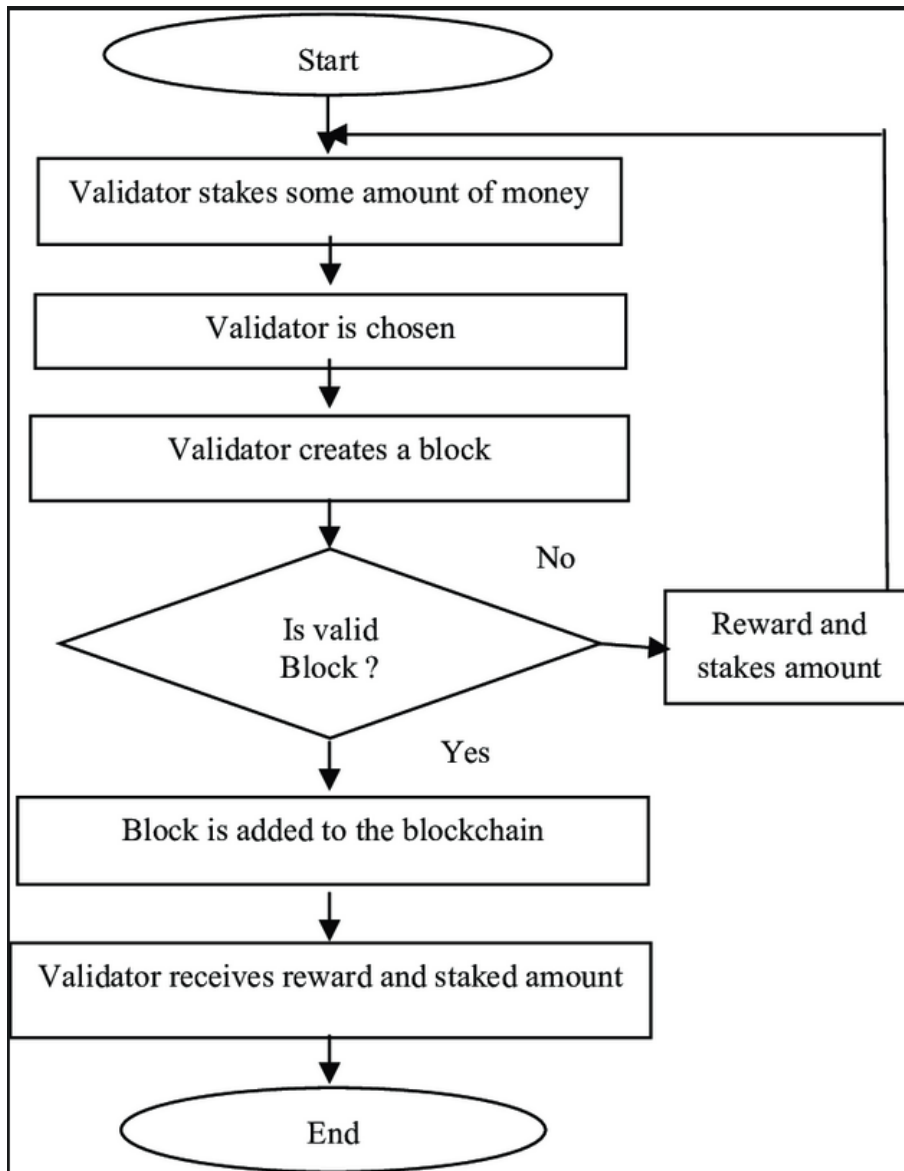 Start
Validator stakes some amount of money
Validator is chosen
Validator creates a block
No
Is valid
Block ?
Reward and
stakes amount
Yes
Block is added to the blockchain
Validator receives reward and staked amount
End